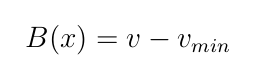 B(x) = v − v_{min}